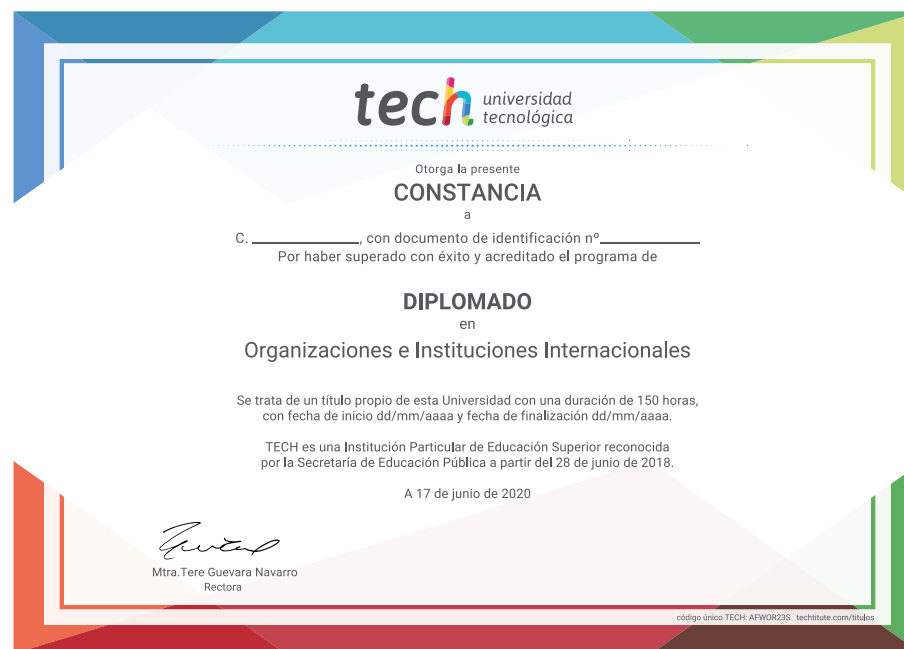 tech universidad
tecnológica
Otorga la presente
CONSTANCIA
a
C. ____________, con documento de identificación nº____________
Por haber superado con éxito y acreditado el programa de
DIPLOMADO
en
Organizaciones e Instituciones Internacionales
Se trata de un título propio de esta Universidad con una duración de 150 horas,
con fecha de inicio dd/mm/aaaa y fecha de finalización dd/mm/aaaa.
TECH es una Institución Particular de Educación Superior reconocida
por la Secretaría de Educación Pública a partir del 28 de junio de 2018.
A 17 de junio de 2020
Mtra.Tere Guevara Navarro
Rectora
código único TECH: AFWOR23S techtitute.com/titulos